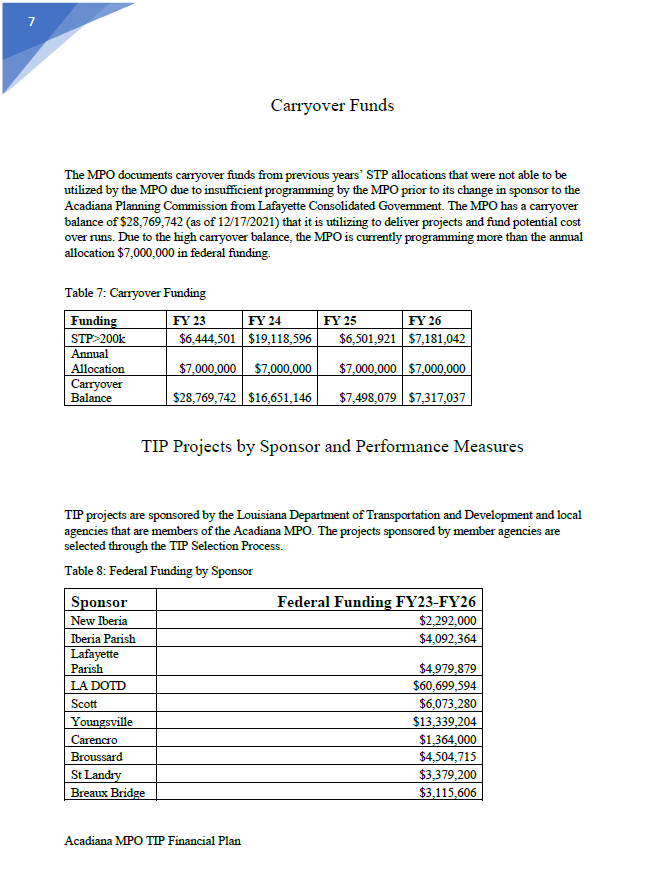 7
Carryover Funds
The MPO documents carryover funds from previous years' STP allocations that were not able to be
utilized by the MPO due to insufficient programming by the MPO prior to its change in sponsor to the
Acadiana Planning Commission from Lafayette Consolidated Government. The MPO has a carryover
balance of $28,769,742 (as of 12/17/2021) that it is utilizing to deliver projects and fund potential cost
over runs. Due to the high carryover balance, the MPO is currently programming more than the annual
allocation $7,000,000 in federal funding.
Table 7: Carryover Funding
Funding FY 23 FY 24 FY 25 FY 26
STP>200k $6,444,501 $19,118,596 $6,501,921 $7,181,042
Annual
Allocation $7,000,000 $7,000,000 $7,000,000 $7,000,000
Carryover
Balance $28,769,742 $16,651,146 $7,498,079 $7,317,037
TIP Projects by Sponsor and Performance Measures
TIP projects are sponsored by the Louisiana Department of Transportation and Development and local
agencies that are members of the Acadiana MPO. The projects sponsored by member agencies are
selected through the TIP Selection Process.
Table 8: Federal Funding by Sponsor
Sponsor Federal Funding FY23-FY26
New Iberia $2,292,000
Iberia Parish $4,092,364
Lafayette
Parish $4,979,879
LA DOTD $60,699,594
Scott $6,073,280
Youngsville $13,339,204
Carencro $1,364,000
Broussard $4,504,715
St Landry $3,379,200
Breaux Bridge $3,115,606
Acadiana MPO TIP Financial Plan